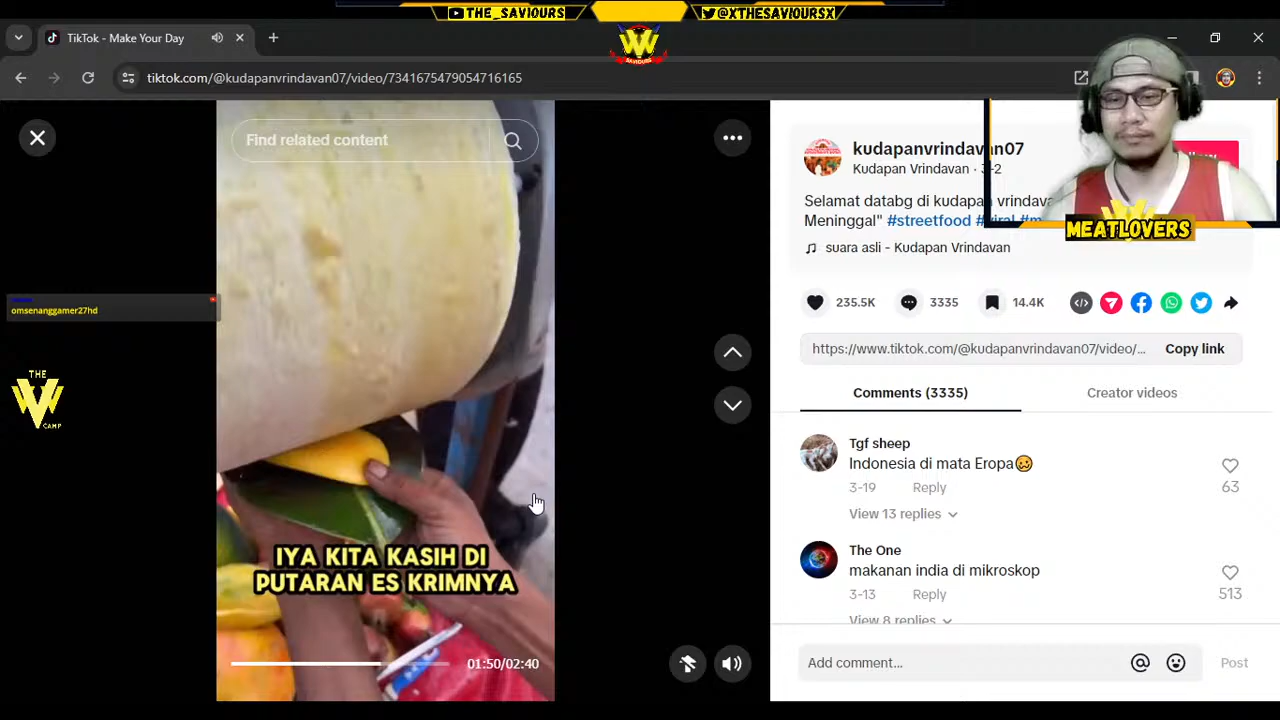 THE_SAVIOURS
XTHESAVIOURSX
SAVIOURS
TikTok - Make Your Day
tiktok.com/@kudapanvrindavan07/video/7341675479054716165
Find related content
kudapanvrindavan07
Kudapan Vrindavan · 3-2
Selamat databg di kudapan
Meninggal" #streetfood
MEATLOVERS
suara asli - Kudapan Vrindavan
omsenanggamer27hd
235.5K
3335
14.4K
https://www.tiktok.com/@kudapanvrindavan07/video/...
Copy link
THE
CAMP
Comments (3335)
Creator videos
Tgf sheep
Indonesia di mata Eropa🥴
3-19
Reply
63
View 13 replies
The One
makanan india di mikroskop
3-13
Reply
513
View 8 replies
IYA KITA KASIH DI
PUTARAN ES KRIMNYA
01:50/02:40
Add comment...
Post